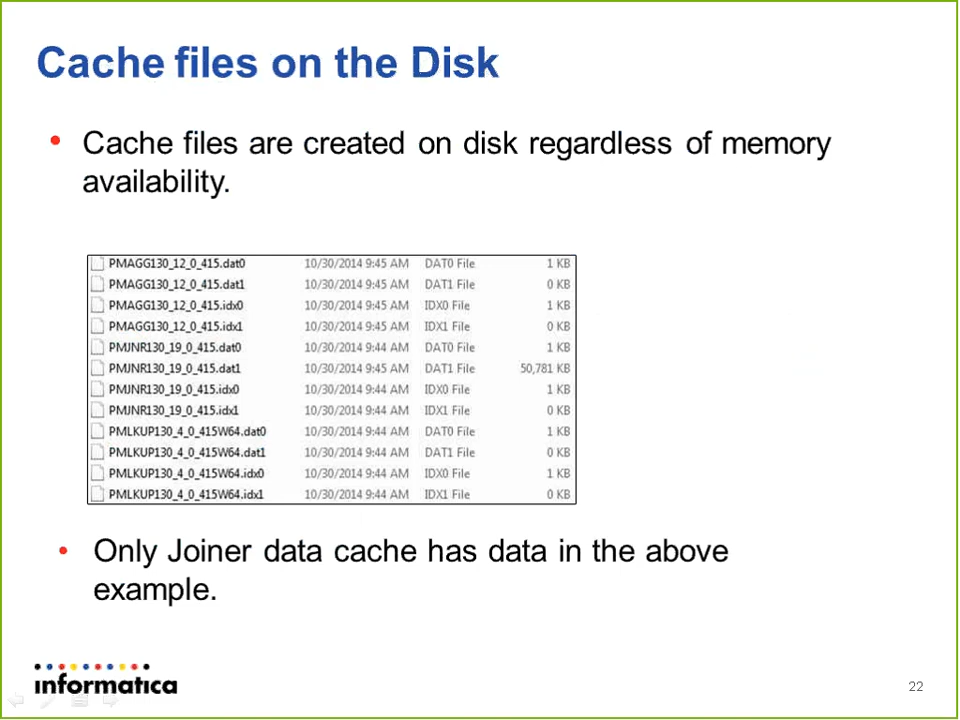 Cache files on the Disk
• Cache files are created on disk regardless of memory
availability.
PMAGG130_12_0_415.dat0 10/30/2014 9:45 AM DAT0 File 1 KB
PMAGG130_12_0_415.dat1 10/30/2014 9:45 AM DAT1 File 0 KB
PMAGG130_12_0_415.idx0 10/30/2014 9:45 AM IDX0 File 1 KB
PMAGG130_12_0_415.idx1 10/30/2014 9:45 AM IDX1 File 0 KB
PMJNR130_19_0_415.dat0 10/30/2014 9:44 AM DAT0 File 1 KB
PMJNR130_19_0_415.dat1 10/30/2014 9:45 AM DAT1 File 50,781 KB
PMJNR130_19_0_415.idx0 10/30/2014 9:44 AM IDX0 File 1 KB
PMJNR130_19_0_415.idx1 10/30/2014 9:44 AM IDX1 File 0 KB
PMLKUP130_4_0_415W64.dat0 10/30/2014 9:44 AM DAT0 File 1 KB
PMLKUP130_4_0_415W64.dat1 10/30/2014 9:44 AM DAT1 File 0 KB
PMLKUP130_4_0_415W64.idx0 10/30/2014 9:44 AM IDX0 File 1 KB
PMLKUP130_4_0_415W64.idx1 10/30/2014 9:44 AM IDX1 File 0 KB
• Only Joiner data cache has data in the above
example.
informatica
22